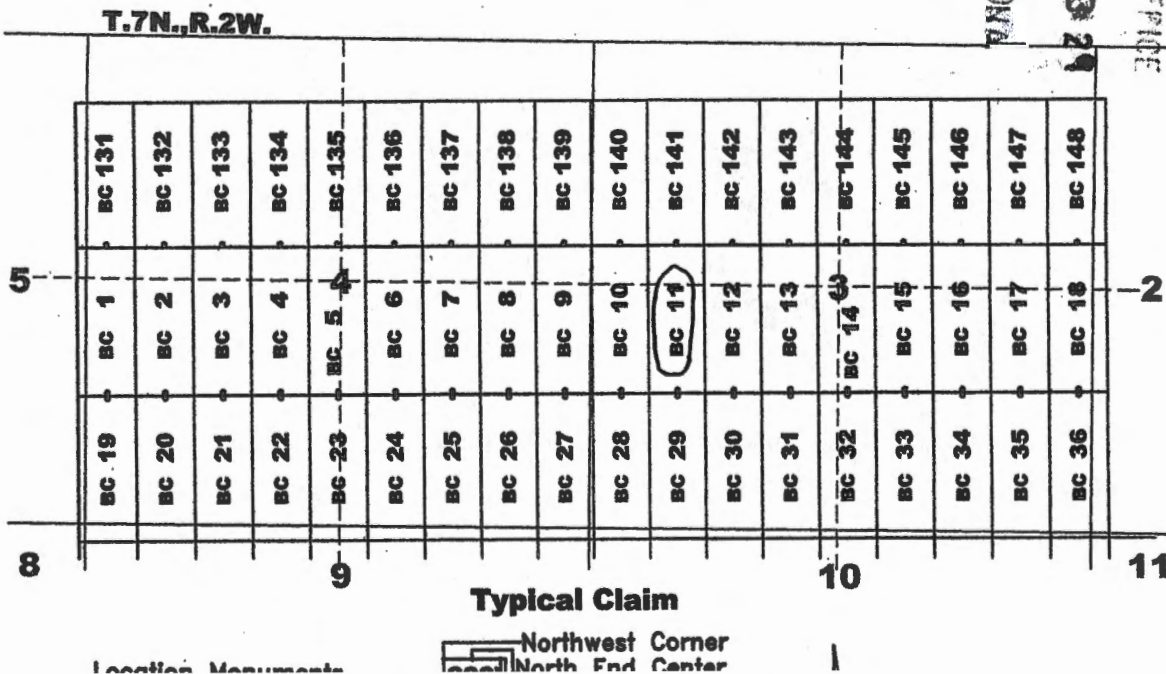 T.7N.,R.2W.
BC 131 BC 132 BC 133 BC 134 BC 135 BC 136 BC 137 BC 138 BC 139 BC 140 BC 141 BC 142 BC 143 BC 144 BC 145 BC 146 BC 147 BC 148
5 4 3 2
BC 1 BC 2 BC 3 BC 4 BC 5 BC 6 BC 7 BC 8 BC 9 BC 10 BC 11 BC 12 BC 13 BC 14 BC 15 BC 16 BC 17 BC 18
BC 19 BC 20 BC 21 BC 22 BC 23 BC 24 BC 25 BC 26 BC 27 BC 28 BC 29 BC 30 BC 31 BC 32 BC 33 BC 34 BC 35 BC 36
8 9 10 11
Typical Claim
Northwest Corner
Location Monuments North End Center